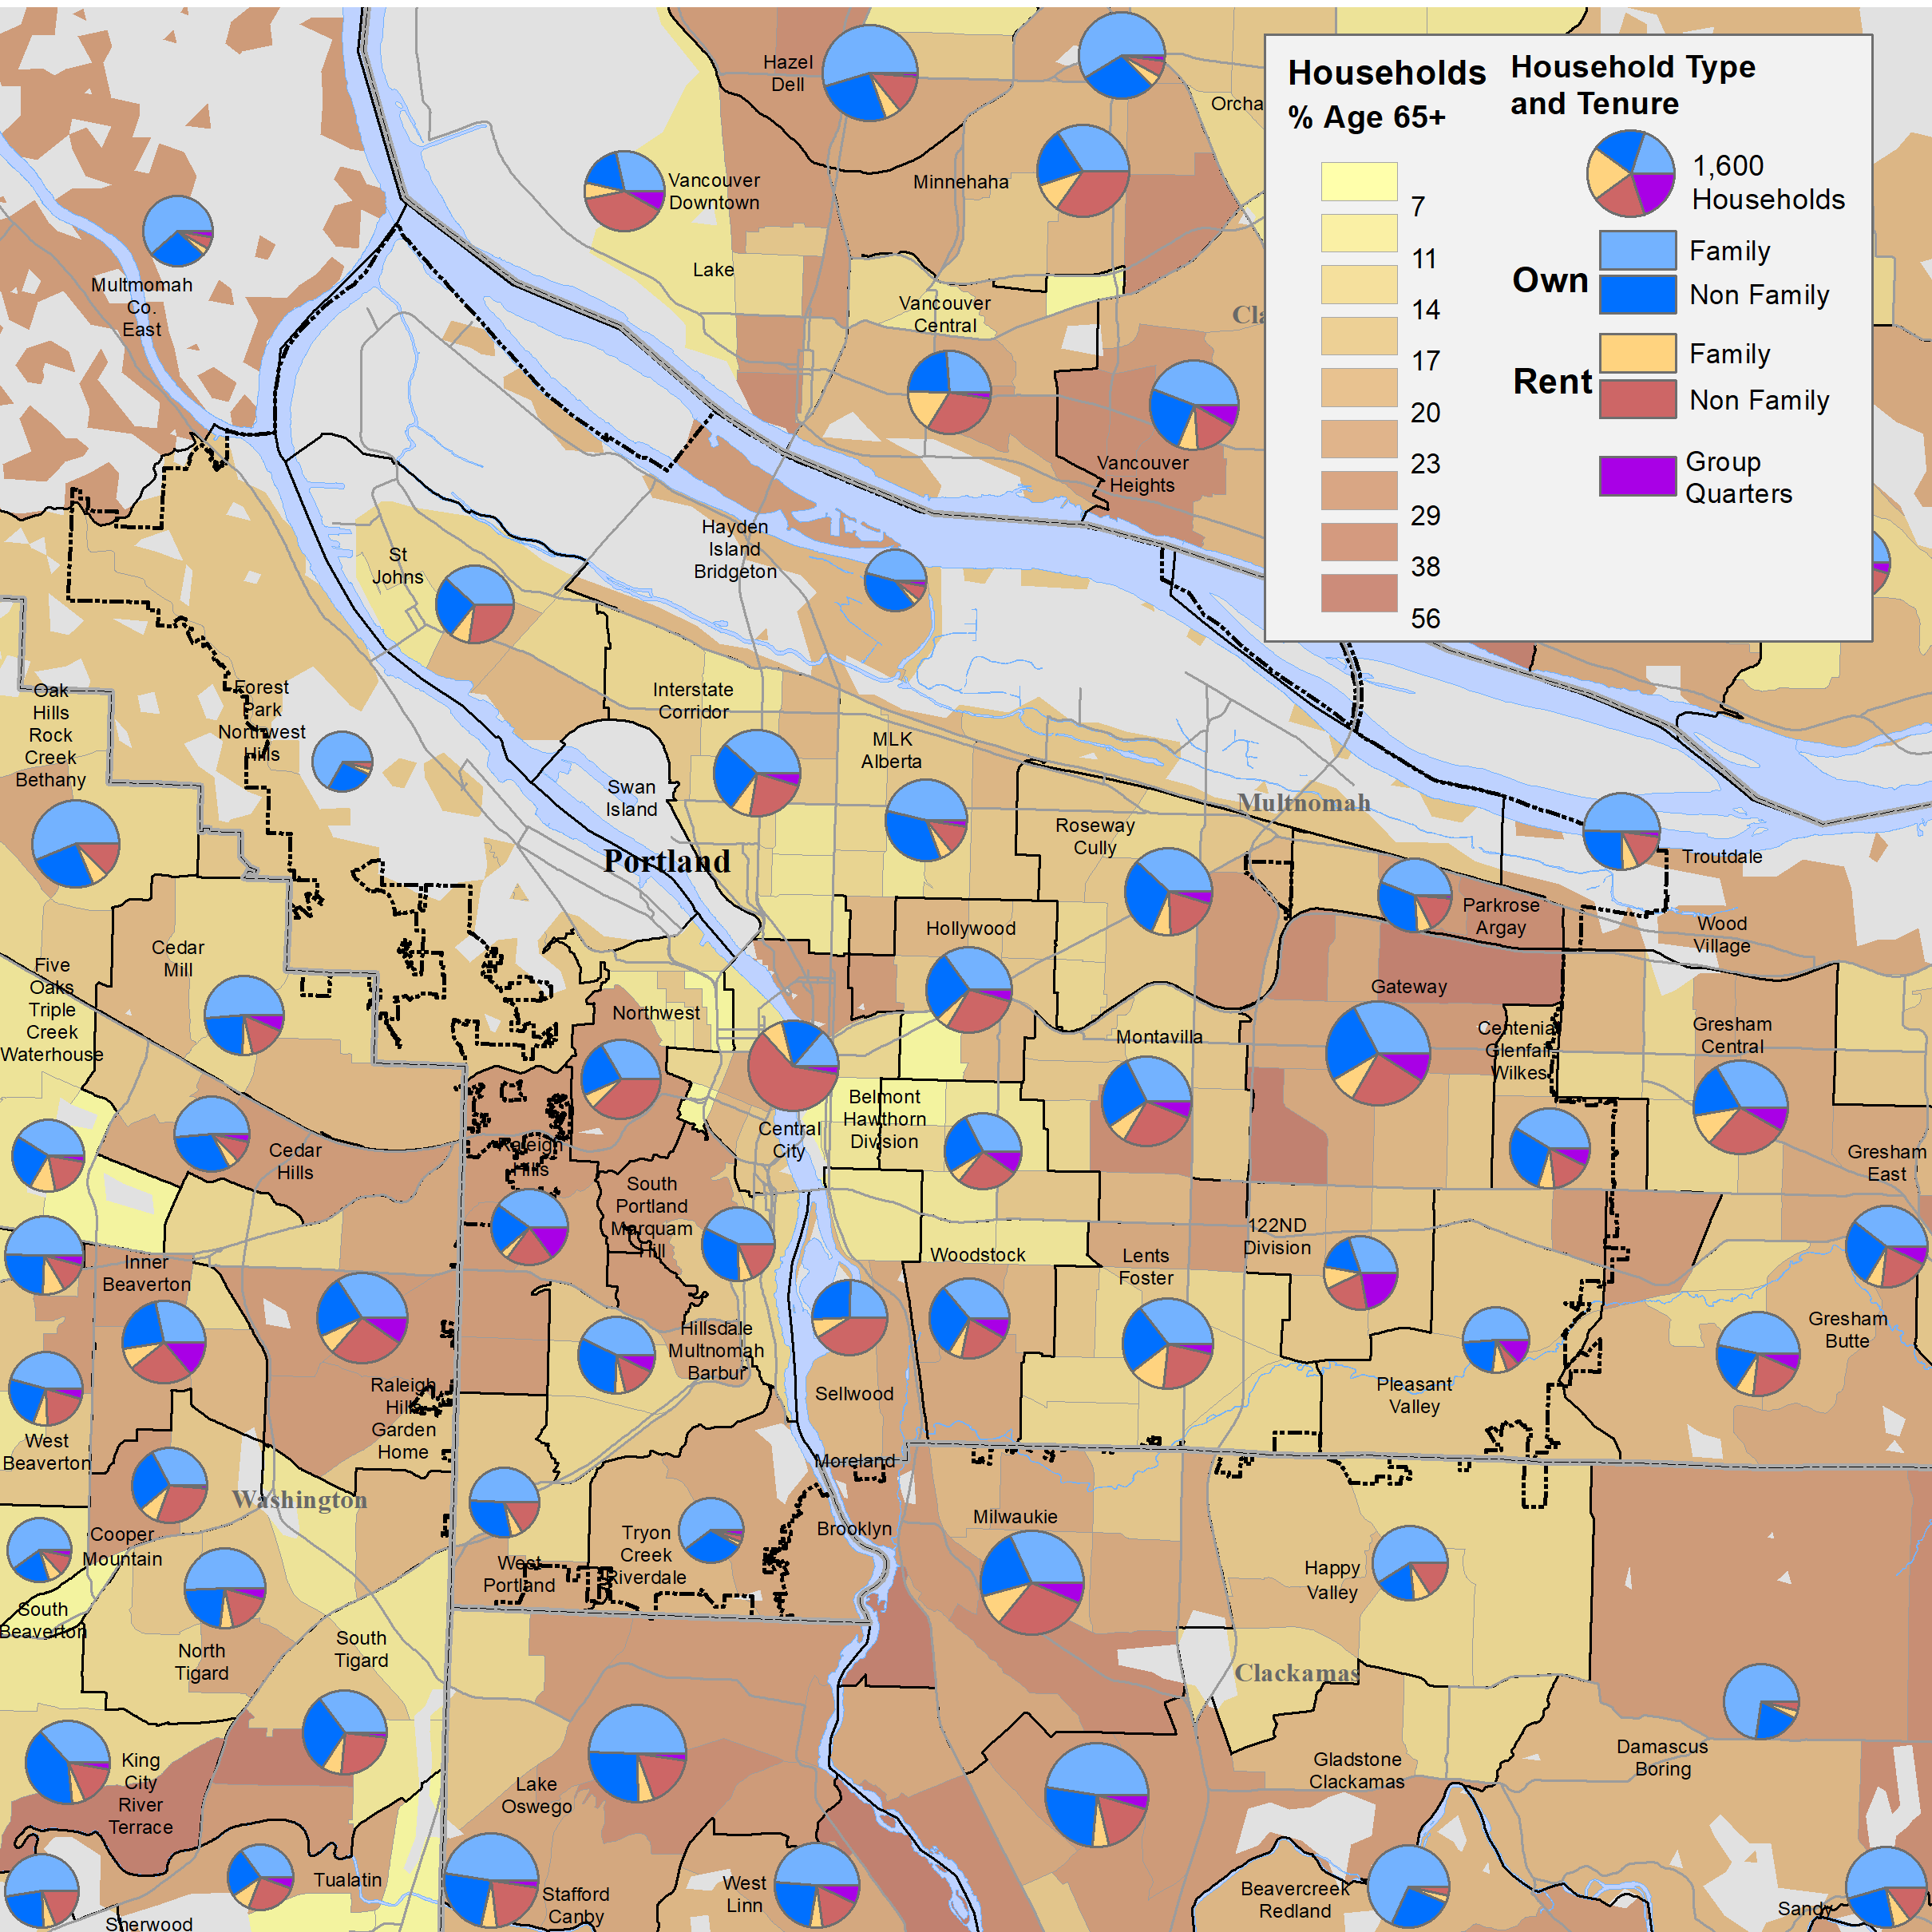 Households
% Age 65+
7
11
14
17
20
23
29
38
56
Household Type
and Tenure
1,600
Households
Own
Family
Non Family
Rent
Family
Non Family
Group
Quarters
Hazel
Dell
Orcha
Minnehaha
Vancouver
Downtown
Lake
Multmomah
Co.
East
Vancouver
Central
Cla
Vancouver
Heights
Hayden
Island
Bridgeton
St
Johns
Oak
Hills
Rock
Creek
Bethany
Forest
Park
Northwest
Hills
Interstate
Corridor
MLK
Alberta
Swan
Island
Multnomah
Roseway
Cully
Portland
Troutdale
Parkrose
Argay
Wood
Village
Hollywood
Cedar
Mill
Five
Oaks
Triple
Creek
Waterhouse
Gateway
Northwest
Montavilla
Centenial
Glenfair
Wilkes
Gresham
Central
Belmont
Hawthorn
Division
Central
City
Cedar
Hills
Raleigh
Hills
Gresham
East
South
Portland
Marquam
Hill
122ND
Division
Woodstock
Lents
Foster
Inner
Beaverton
Hillsdale
Multnomah
Barbur
Gresham
Butte
Raleigh
Hills
Garden
Home
Sellwood
Pleasant
Valley
West
Beaverton
Moreland
Washington
Cooper
Mountain
Brooklyn
Milwaukie
Tryon
Creek
Riverdale
West
Portland
Happy
Valley
South
Beaverton
North
Tigard
South
Tigard
Clackamas
King
City
River
Terrace
Lake
Oswego
Gladstone
Clackamas
Damascus
Boring
Tualatin
Stafford
Canby
West
Linn
Beavercreek
Redland
Sandy
Sherwood